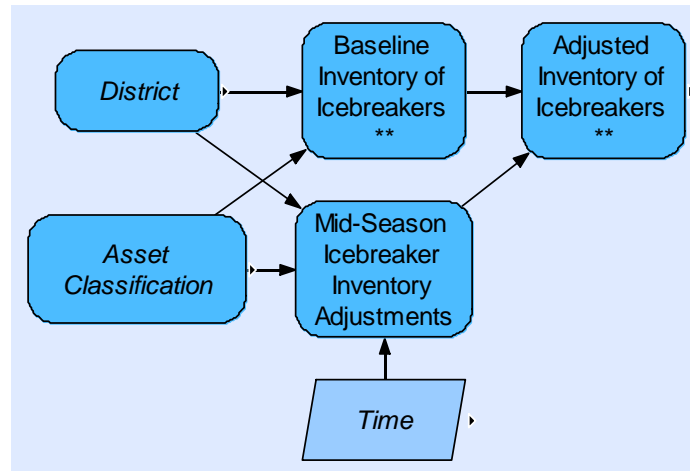 District
Baseline
Inventory of
Icebreakers
**
Adjusted
Inventory of
Icebreakers
**
Asset
Classification
Mid-Season
Icebreaker
Inventory
Adjustments
Time